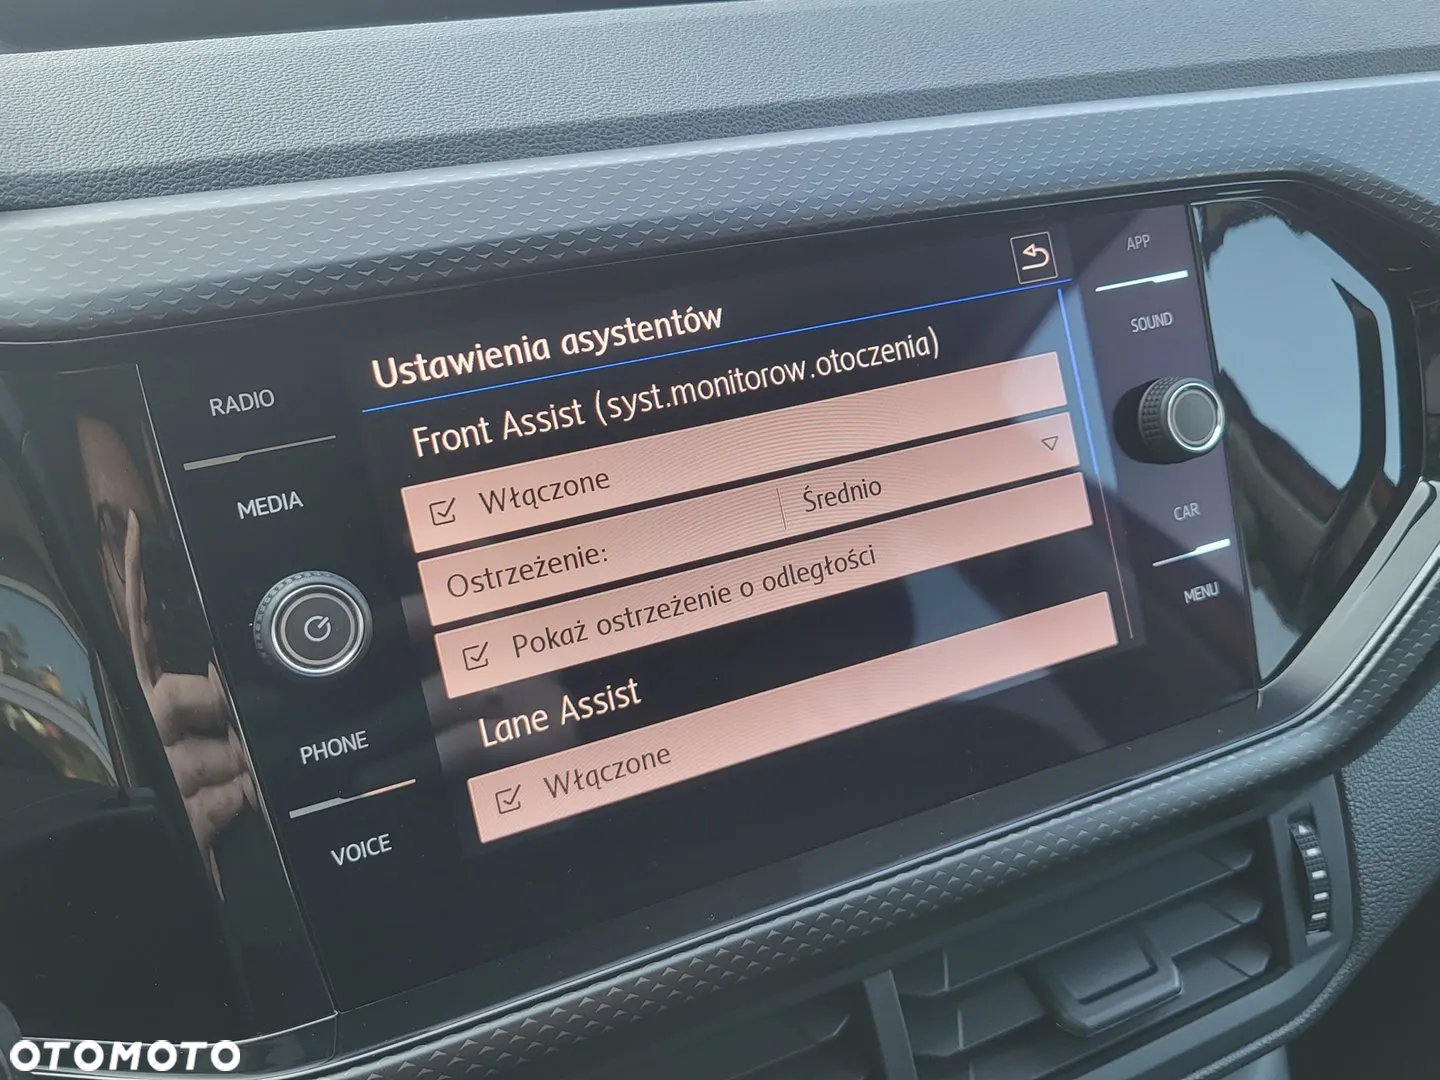 Ustawienia asystentów
Front Assist (syst.monitorow.otoczenia)
Włączone
Ostrzeżenie: Średnio
Pokaż ostrzeżenie o odległości
Lane Assist
Włączone
RADIO
MEDIA
PHONE
VOICE
APP
SOUND
CAR
MENU
OTOMOTO